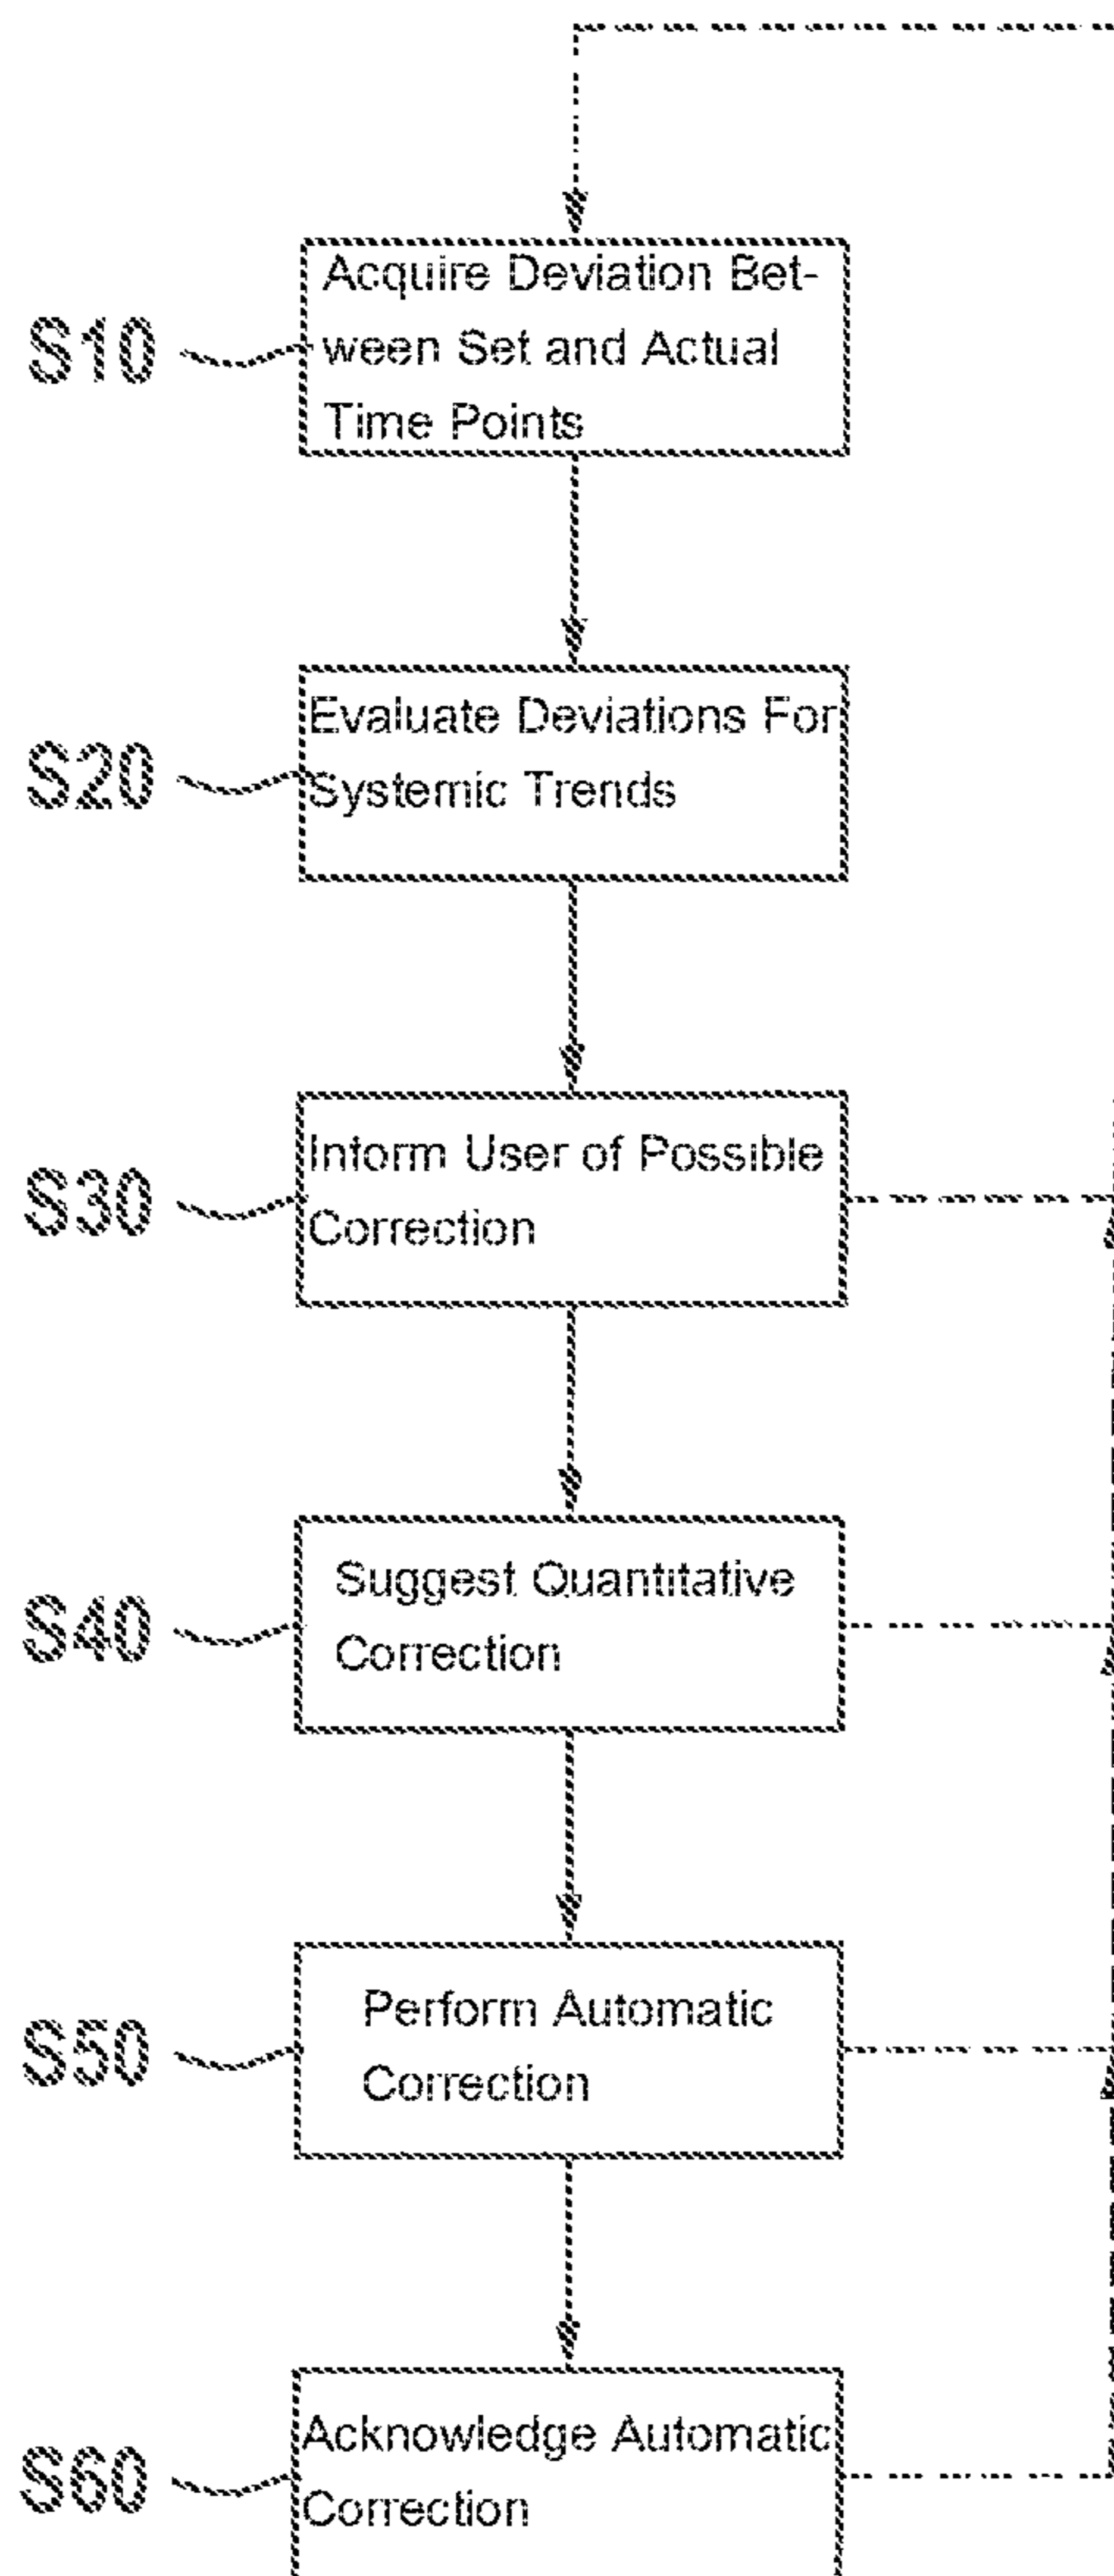 Acquire Deviation Bet-
S10
ween Set and Actual
Time Points
Evaluate Deviations For
S20
Systemic Trends
Inform User of Possible
S30
Correction
Suggest Quantitative
S40
Correction
Perform Automatic
S50
Correction
Acknowledge Automatic
S60
Correction